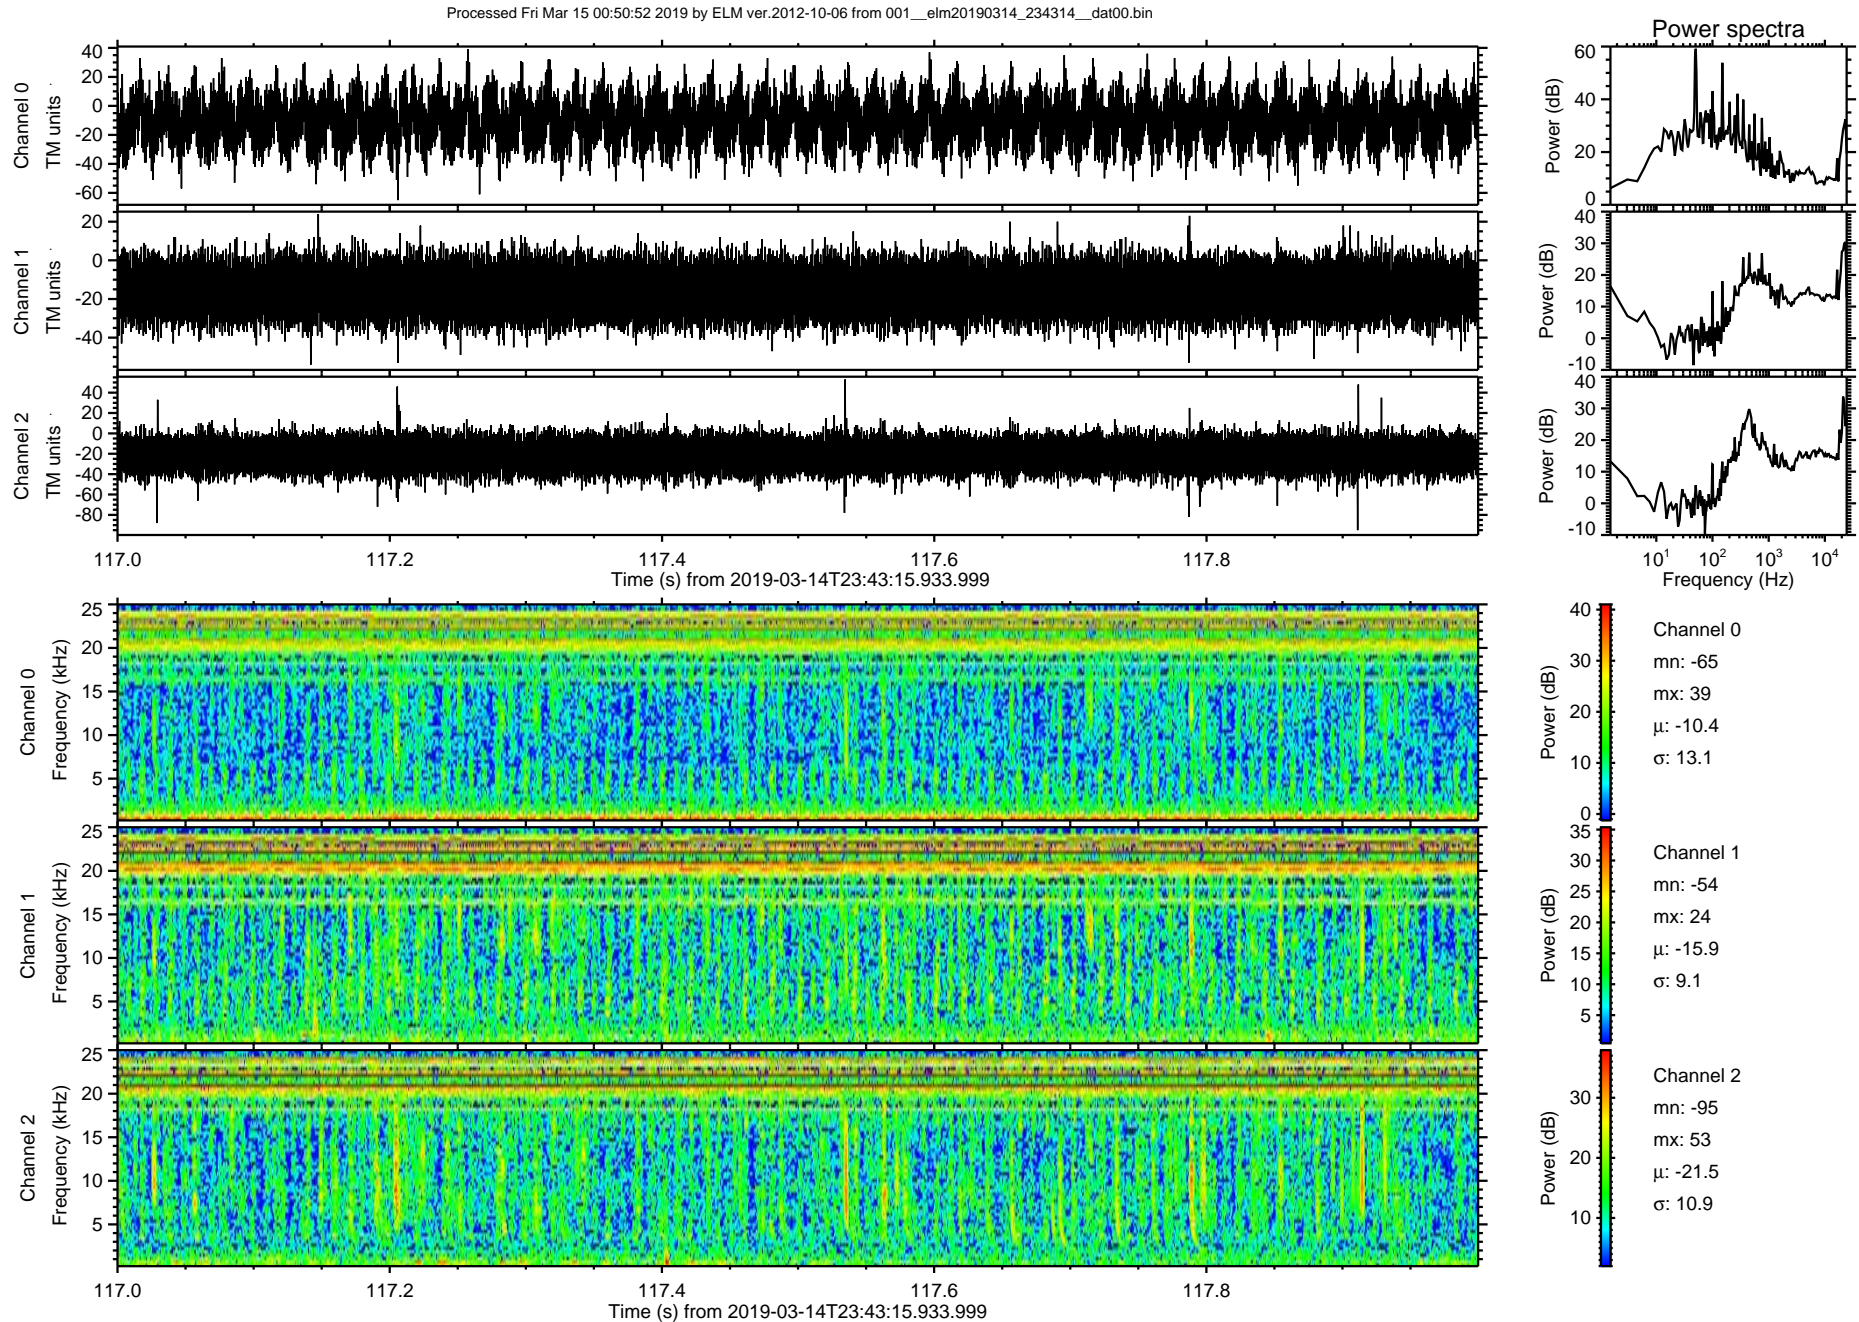 Processed Fri Mar 15 00:50:52 2019 by ELM ver.2012-10-06 from 001__elm20190314_234314__dat00.bin
Power spectra
Channel 0
TM units
40
20
0
-20
-40
-60
Power (dB)
60
40
20
0
Channel 1
TM units
20
0
-20
-40
Power (dB)
40
30
20
10
0
-10
Channel 2
TM units
40
20
0
-20
-40
-60
-80
Power (dB)
40
30
20
10
0
-10
117.0 117.2 117.4 117.6 117.8
Time (s) from 2019-03-14T23:43:15.933.999
10¹ 10² 10³ 10⁴
Frequency (Hz)
Channel 0
Frequency (kHz)
25
20
15
10
5
Power (dB)
40
30
20
10
0
Channel 0
mn: -65
mx: 39
μ: -10.4
σ: 13.1
Channel 1
Frequency (kHz)
25
20
15
10
5
Power (dB)
35
30
25
20
15
10
5
Channel 1
mn: -54
mx: 24
μ: -15.9
σ: 9.1
Channel 2
Frequency (kHz)
25
20
15
10
5
Power (dB)
30
20
10
Channel 2
mn: -95
mx: 53
μ: -21.5
σ: 10.9
117.0 117.2 117.4 117.6 117.8
Time (s) from 2019-03-14T23:43:15.933.999